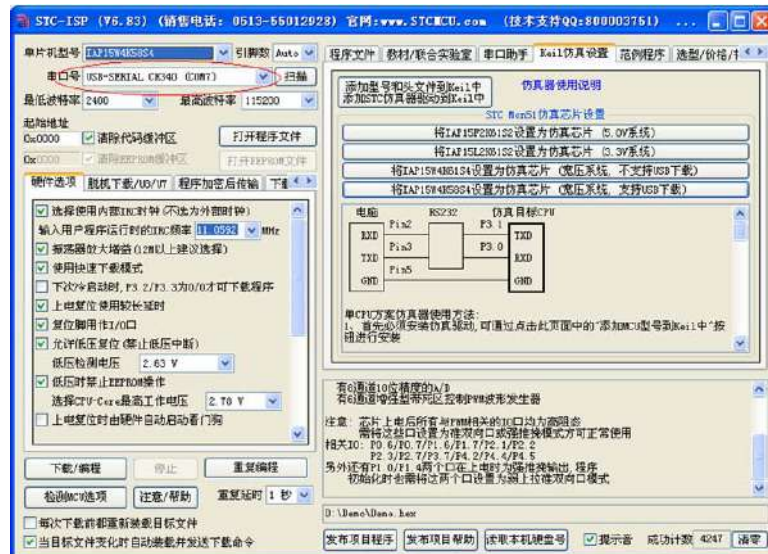 STC-ISP (V6.83) (销售电话: 0513-55012928) 官网:www.STCMCU.com (技术支持QQ:800003751) ...
单片机型号 IAP15W4K58S4 引脚数 Auto
串口号 USB-SERIAL CH340 (COM7) 扫描
最低波特率 2400 最高波特率 115200
起始地址
0x0000 清除代码缓冲区 打开程序文件
0x0000 清除EEPROM缓冲区 打开EEPROM文件
硬件选项 脱机下载/U8/U7 程序加密后传输
选择使用内部IRC时钟(不选为外部时钟)
输入用户程序运行时的IRC频率 11.0592 MHz
振荡器放大增益(12M以上建议选择)
使用快速下载模式
下次冷启动时, P3.2/P3.3为0/0才可下载程序
上电复位使用较长延时
复位脚用作I/O口
允许低压复位(禁止低压中断)
低压检测电压 2.63 V
低压时禁止EEPROM操作
选择CPU-Core最高工作电压 2.70 V
上电复位时由硬件自动启动看门狗
下载/编程 停止 重复编程
检测MCU选项 注意/帮助 重复延时 1 秒
每次下载前都重新装载目标文件
当目标文件变化时自动装载并发送下载命令
程序文件 教材/联合实验室 串口助手 Keil仿真设置 范例程序 选型/价格/
添加型号和头文件到Keil中
添加STC仿真器驱动到Keil中
仿真器使用说明
STC Mon51仿真芯片设置
将IAP15F2K61S2设置为仿真芯片 (5.0V系统)
将IAP15L2K61S2设置为仿真芯片 (3.3V系统)
将IAP15W4K61S4设置为仿真芯片 (宽压系统, 不支持USB下载)
将IAP15W4K58S4设置为仿真芯片 (宽压系统, 支持USB下载)
电脑 RS232 仿真目标CPU
Pin2 P3.1
RXD TXD
Pin3 P3.0
TXD RXD
Pin5
GND GND
单CPU方案仿真器使用方法:
1、首先必须安装仿真驱动,可通过点击此页面中的"添加MCU型号到Keil中"按
钮进行安装
有8通道10位精度的A/D
有6通道增强型带死区控制PWM波形发生器
注意: 芯片上电后所有与PWM相关的IO口均为高阻态
需将这些口设置为准双向口或强推挽模式方可正常使用
相关IO: P0.6/P0.7/P1.6/P1.7/P2.1/P2.2
P2.3/P2.7/P3.7/P4.2/P4.4/P4.5
另外还有P1.0/P1.4两个口在上电时为强推挽输出,程序
初始化时也需将这两个口设置为弱上拉准双向口模式
D:\Demo\Demo.hex
发布项目程序 发布项目帮助 读取本机硬盘号 提示音 成功计数 4247 清零